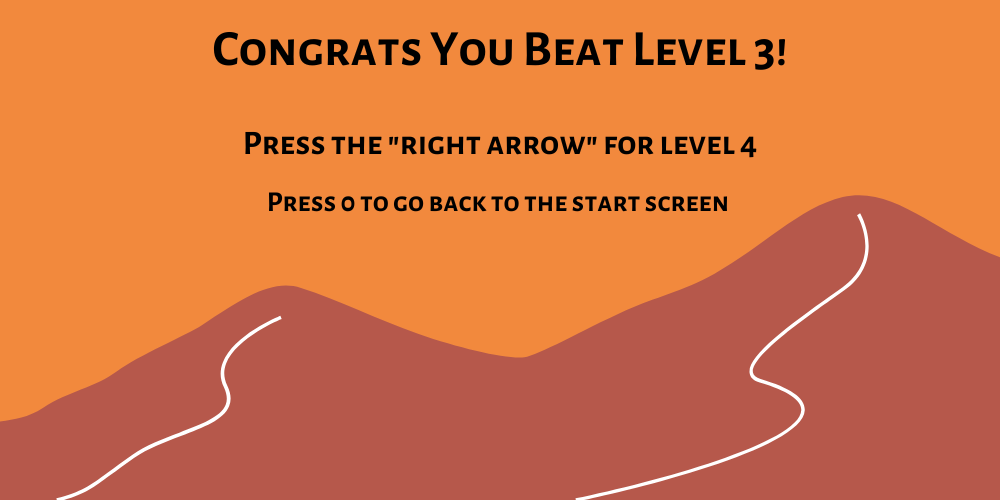 Congrats You Beat Level 3!
Press the "right arrow" for level 4
Press 0 to go back to the start screen